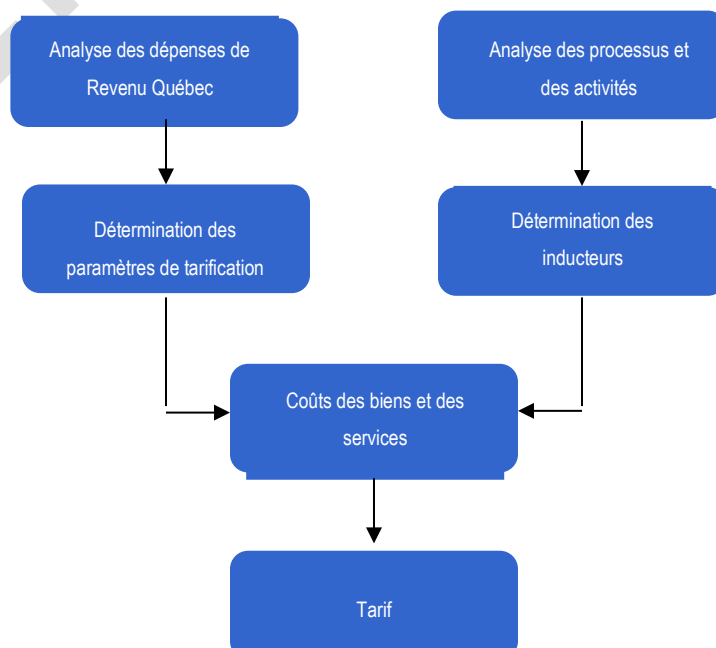 Analyse des dépenses de
Revenu Québec
Analyse des processus et
des activités
Détermination des
paramètres de tarification
Détermination des
inducteurs
Coûts des biens et des
services
Tarif